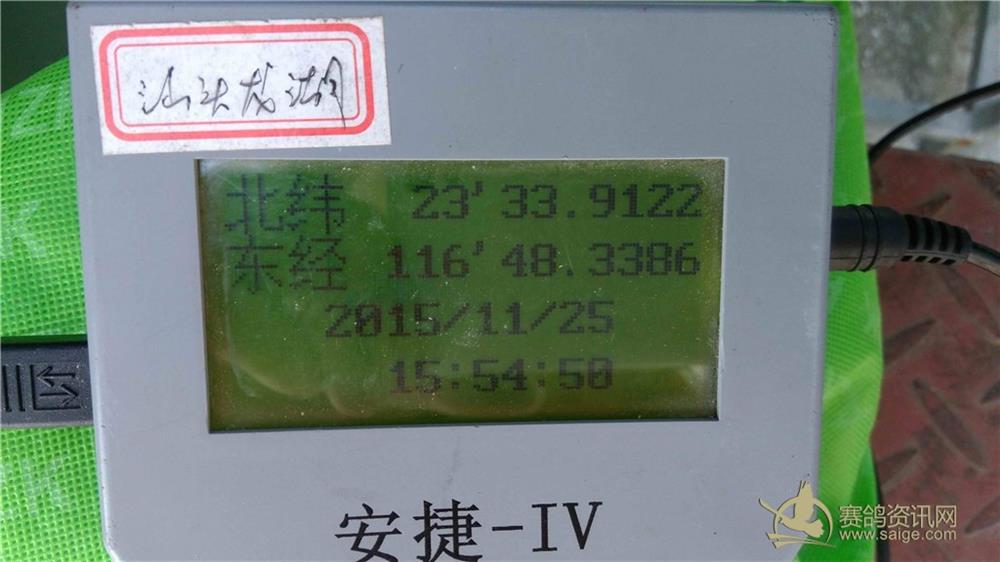 汕头龙湖
北纬 23'33.9122
东经 116'48.3386
2015/11/25
15:54:50
安捷-IV
赛鸽资讯网
www.saige.com